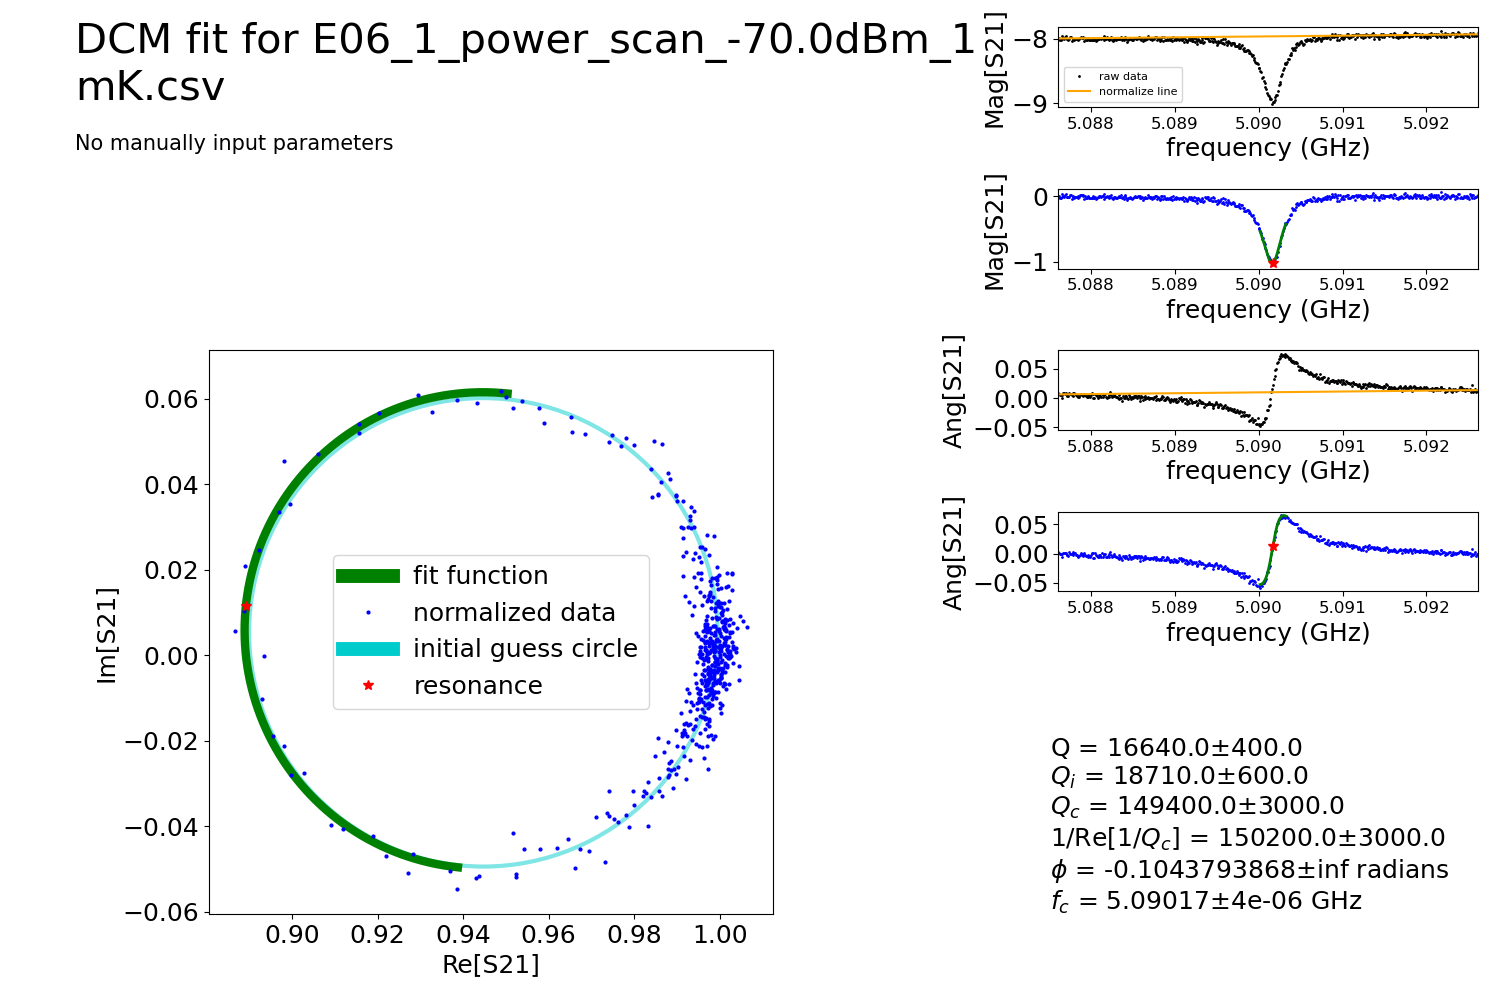 DCM fit for E06_1_power_scan_-70.0dBm_1
mK.csv
No manually input parameters
0.06
0.04
0.02
0.00
−0.02
−0.04
−0.06
0.90 0.92 0.94 0.96 0.98 1.00
Re[S21]
Im[S21]
fit function
normalized data
initial guess circle
resonance
−8
−9
Mag[S21]
raw data
normalize line
5.088 5.089 5.090 5.091 5.092
frequency (GHz)
0
−1
Mag[S21]
5.088 5.089 5.090 5.091 5.092
frequency (GHz)
0.05
0.00
−0.05
Ang[S21]
5.088 5.089 5.090 5.091 5.092
frequency (GHz)
0.05
0.00
−0.05
Ang[S21]
5.088 5.089 5.090 5.091 5.092
frequency (GHz)
Q = 16640.0±400.0
Q_i = 18710.0±600.0
Q_c = 149400.0±3000.0
1/Re[1/Q_c] = 150200.0±3000.0
ϕ = -0.1043793868±inf radians
f_c = 5.09017±4e-06 GHz